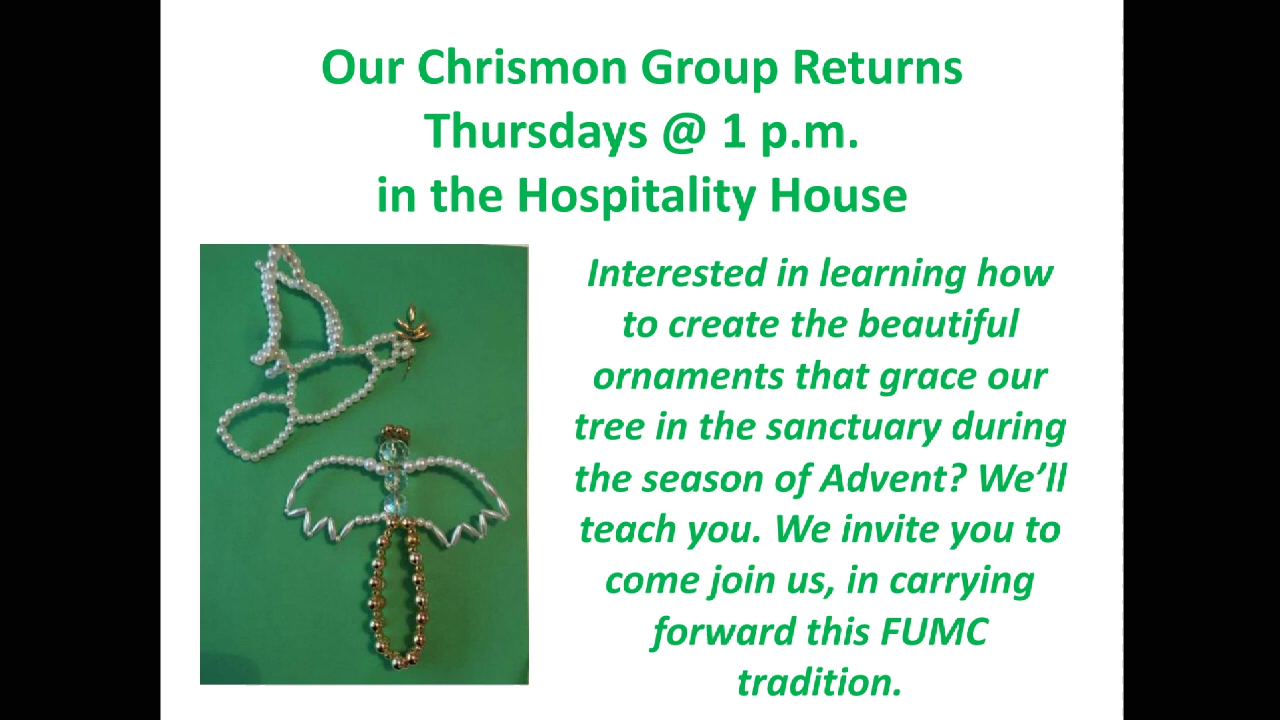 Our Chrismon Group Returns
Thursdays @ 1 p.m.
in the Hospitality House
Interested in learning how
to create the beautiful
ornaments that grace our
tree in the sanctuary during
the season of Advent? We’ll
teach you. We invite you to
come join us, in carrying
forward this FUMC
tradition.